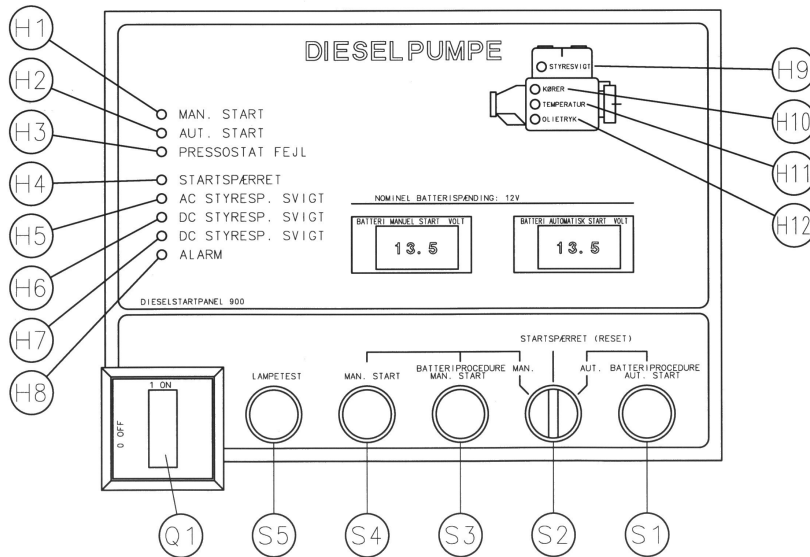 H1
H2
H3
H4
H5
H6
H7
H8
DIESELPUMPE
STYRESVIGT
KØRER
TEMPERATUR
OLIETRYK
H9
H10
H11
H12
MAN. START
AUT. START
PRESSOSTAT FEJL
STARTSPÆRRET
AC STYRESP. SVIGT
DC STYRESP. SVIGT
DC STYRESP. SVIGT
ALARM
NOMINEL BATTERISPÆNDING: 12V
BATTERI MANUEL START VOLT
13.5
BATTERI AUTOMATISK START VOLT
13.5
DIESELSTARTPANEL 900
STARTSPÆRRET (RESET)
1 ON
0 OFF
LAMPETEST
MAN. START
BATTERIPROCEDURE
MAN. START
MAN.
AUT.
BATTERIPROCEDURE
AUT. START
Q1
S5
S4
S3
S2
S1